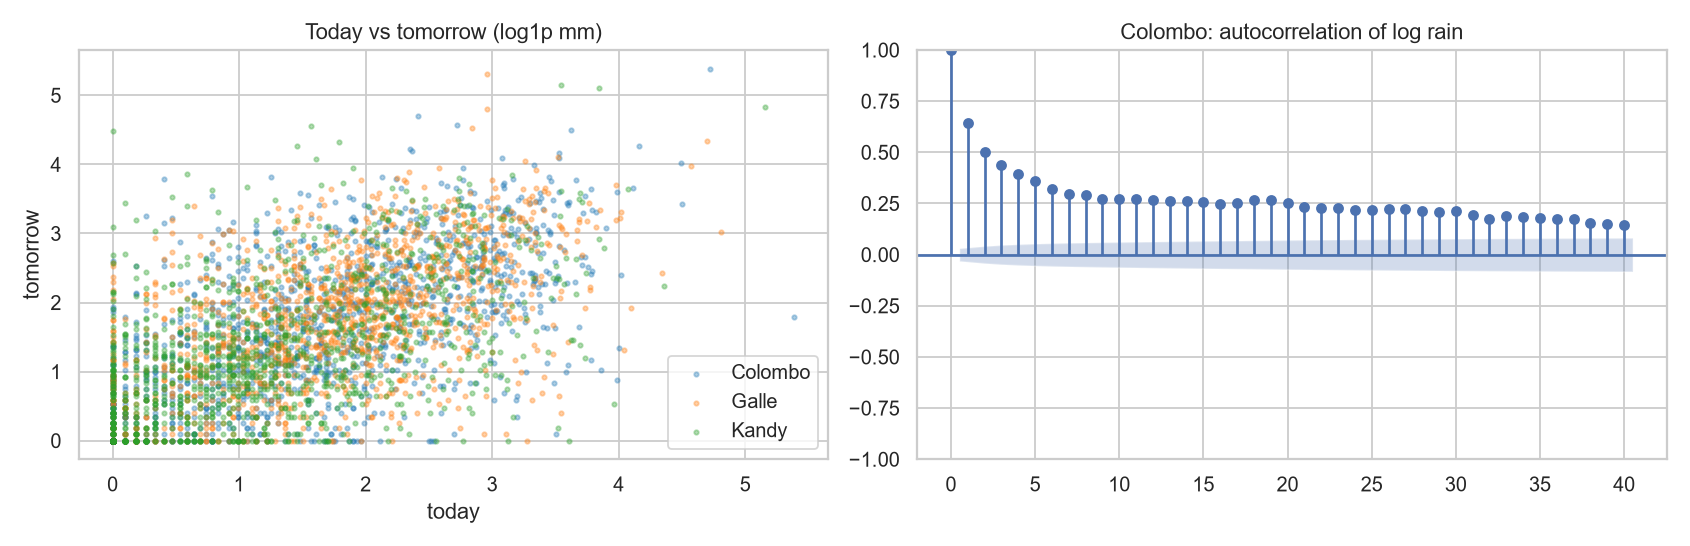 Today vs tomorrow (log1p mm)
tomorrow
5
4
3
2
1
0
0 1 2 3 4 5
today
Colombo
Galle
Kandy
Colombo: autocorrelation of log rain
1.00
0.75
0.50
0.25
0.00
−0.25
−0.50
−0.75
−1.00
0 5 10 15 20 25 30 35 40